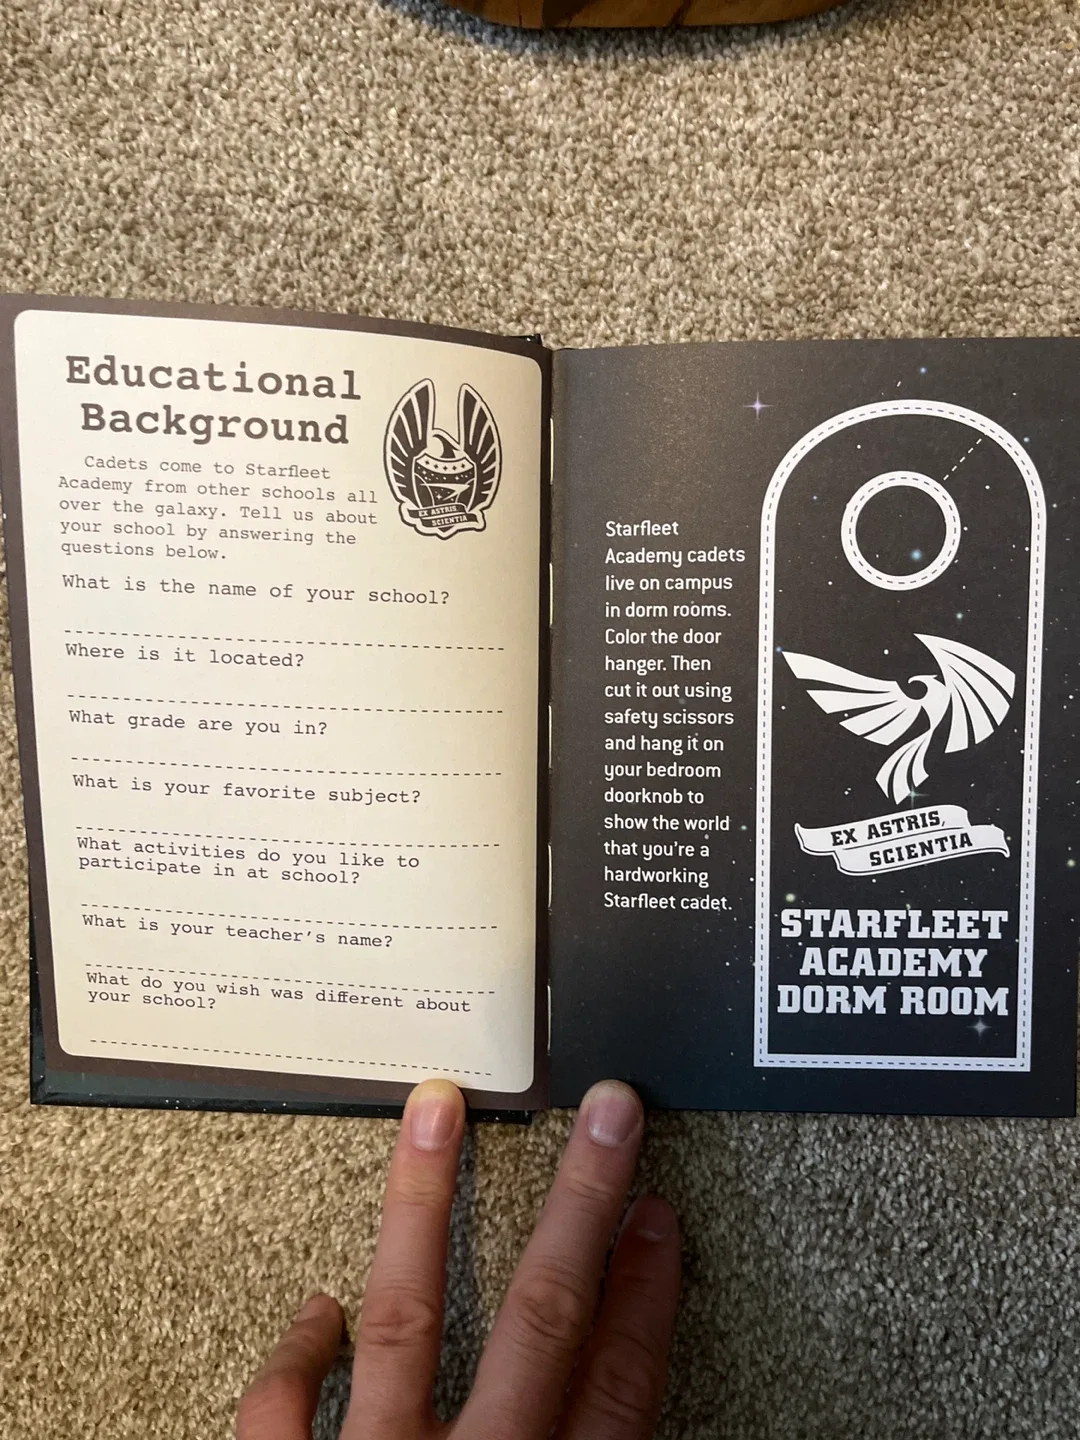 Educational
Background
Cadets come to Starfleet
Academy from other schools all
over the galaxy. Tell us about
your school by answering the
questions below.
EX ASTRIS,
SCIENTIA
What is the name of your school?
Where is it located?
What grade are you in?
What is your favorite subject?
What activities do you like to
participate in at school?
What is your teacher's name?
What do you wish was different about
your school?
Starfleet
Academy cadets
live on campus
in dorm rooms.
Color the door
hanger. Then
cut it out using
safety scissors
and hang it on
your bedroom
doorknob to
show the world
that you're a
hardworking
Starfleet cadet.
EX ASTRIS,
SCIENTIA
STARFLEET
ACADEMY
DORM ROOM